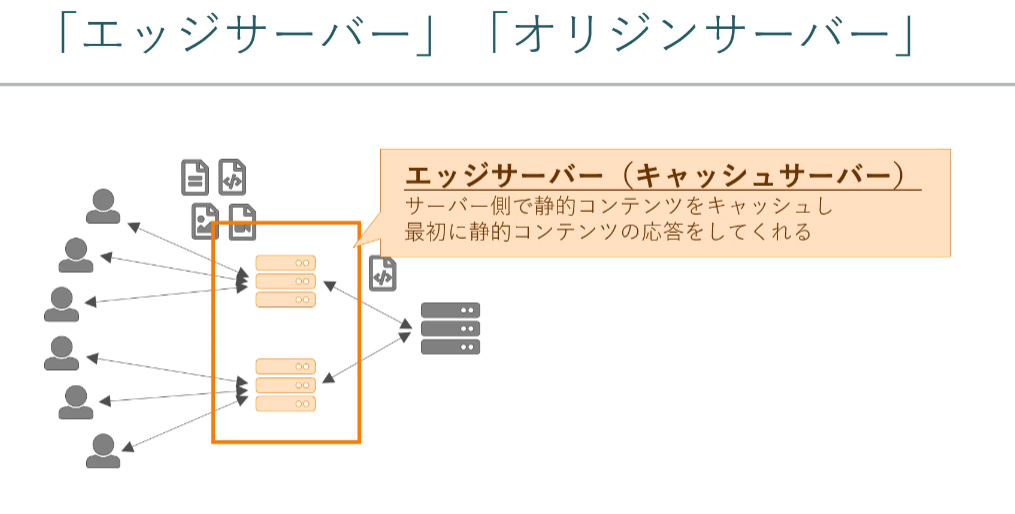 「エッジサーバー」「オリジンサーバー」
エッジサーバー（キャッシュサーバー）
サーバー側で静的コンテンツをキャッシュし
最初に静的コンテンツの応答をしてくれる